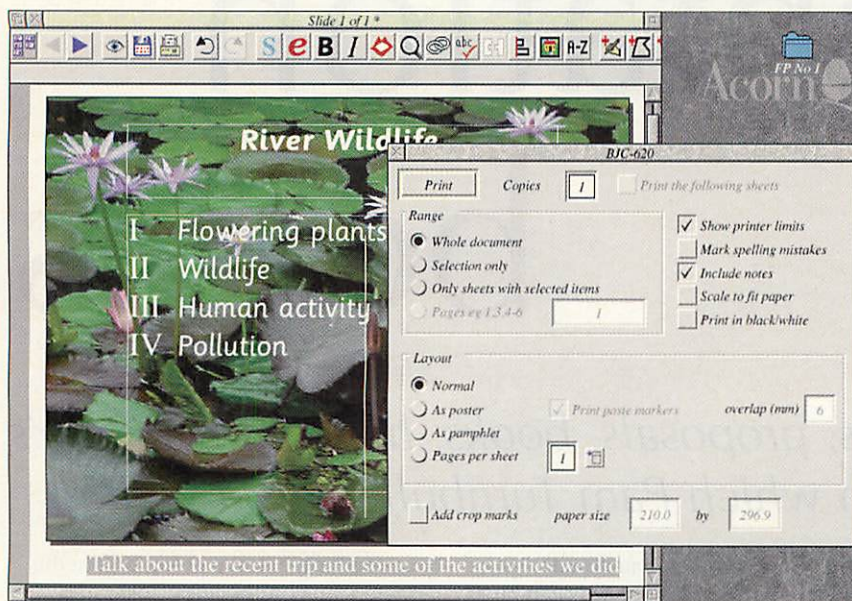 Slide 1 of 1 *
S e B I abc A-Z
FP No 1
Acorn
River Wildlife
I Flowering plants
II Wildlife
III Human activity
IV Pollution
Talk about the recent trip and some of the activities we did
BJC-620
Print Copies 1 Print the following sheets
Range
Whole document
Selection only
Only sheets with selected items
Pages eg 1,3,4-6 1
Show printer limits
Mark spelling mistakes
Include notes
Scale to fit paper
Print in black/white
Layout
Normal
As poster Print paste markers overlap (mm) 6
As pamphlet
Pages per sheet 1
Add crop marks paper size 210.0 by 296.9